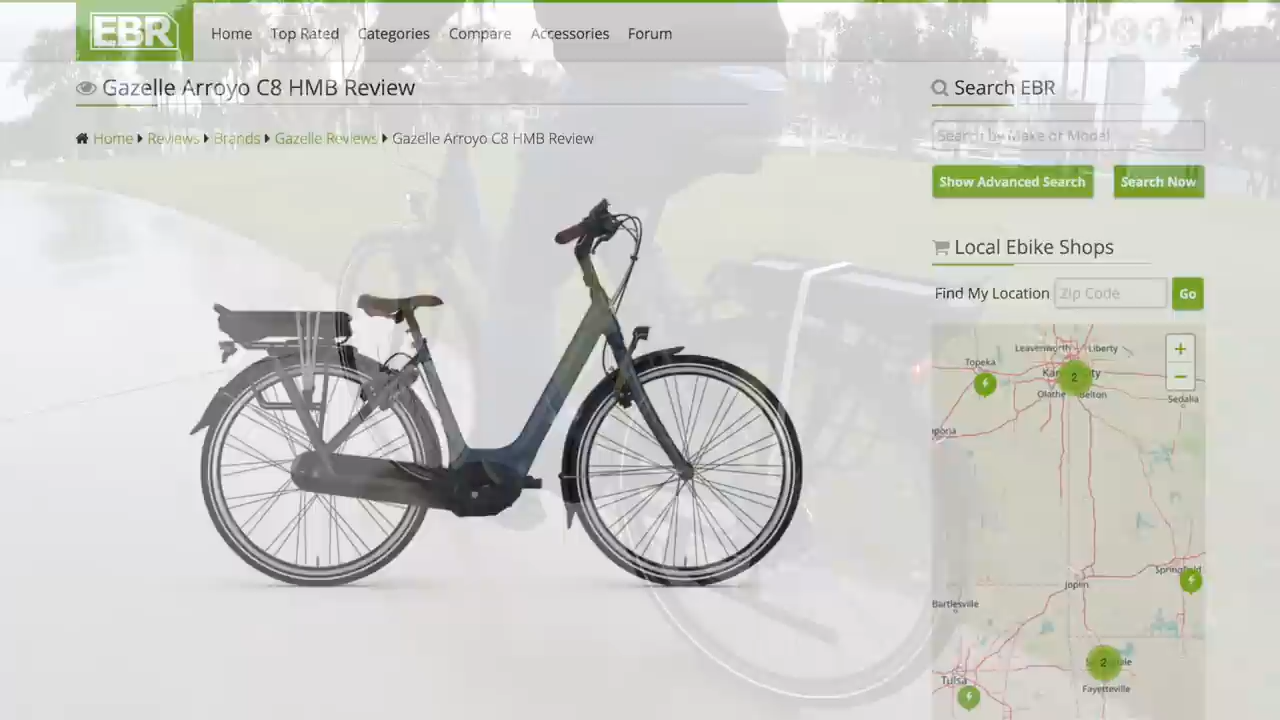 EBR
Home Top Rated Categories Compare Accessories Forum
Gazelle Arroyo C8 HMB Review
Home Reviews Brands Gazelle Reviews Gazelle Arroyo C8 HMB Review
Search EBR
Search by Make or Model
Show Advanced Search Search Now
Local Ebike Shops
Find My Location Zip Code Go
Leavenworth Liberty
Topeka
2
Olathe Belton
Sedalia
+
−
Springfield
Joplin
Bartlesville
2
Tulsa
Fayetteville